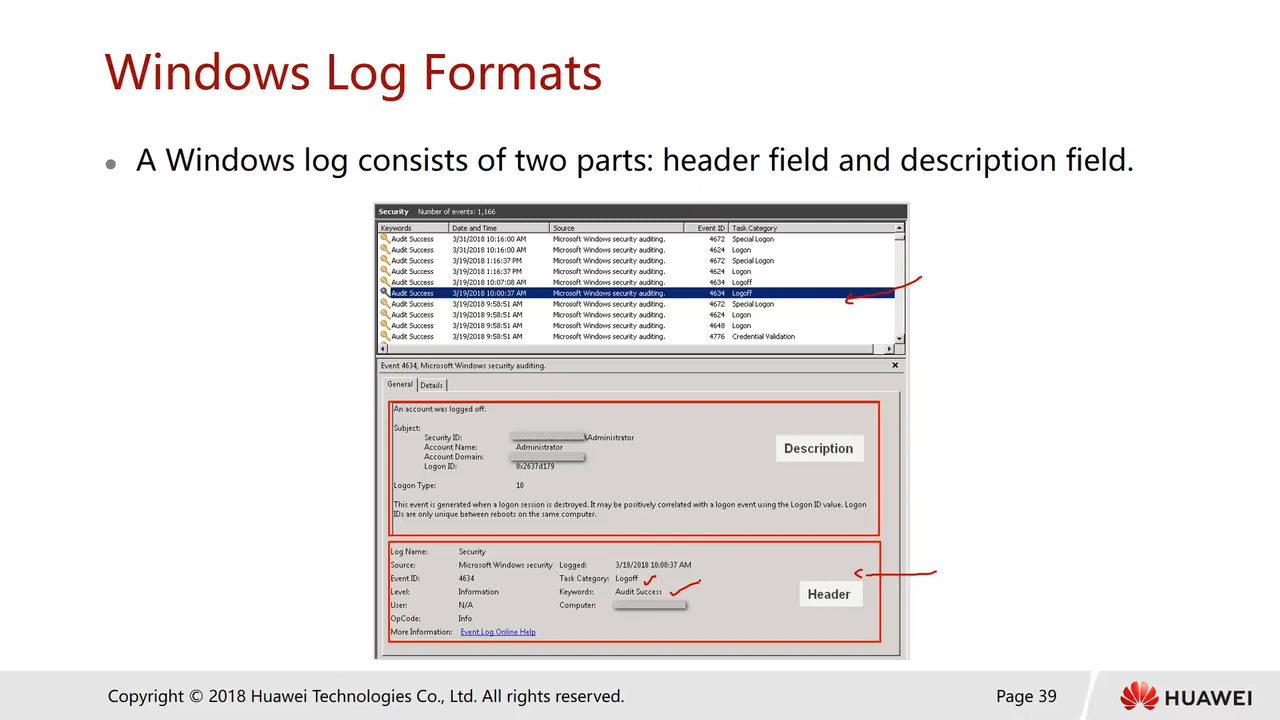 Windows Log Formats
• A Windows log consists of two parts: header field and description field.
Security Number of events: 1,166
Keywords Date and Time Source Event ID Task Category
Audit Success 3/31/2018 10:16:00 AM Microsoft Windows security auditing. 4672 Special Logon
Audit Success 3/31/2018 10:16:00 AM Microsoft Windows security auditing. 4624 Logon
Audit Success 3/19/2018 1:16:37 PM Microsoft Windows security auditing. 4672 Special Logon
Audit Success 3/19/2018 1:16:37 PM Microsoft Windows security auditing. 4624 Logon
Audit Success 3/19/2018 10:07:08 AM Microsoft Windows security auditing. 4634 Logoff
Audit Success 3/19/2018 10:00:37 AM Microsoft Windows security auditing. 4634 Logoff
Audit Success 3/19/2018 9:58:51 AM Microsoft Windows security auditing. 4672 Special Logon
Audit Success 3/19/2018 9:58:51 AM Microsoft Windows security auditing. 4624 Logon
Audit Success 3/19/2018 9:58:51 AM Microsoft Windows security auditing. 4648 Logon
Audit Success 3/19/2018 9:58:51 AM Microsoft Windows security auditing. 4776 Credential Validation
Event 4634, Microsoft Windows security auditing.
General Details
An account was logged off.
Subject:
Security ID: \Administrator
Account Name: Administrator
Account Domain:
Logon ID: 0x2637d179
Description
Logon Type: 10
This event is generated when a logon session is destroyed. It may be positively correlated with a logon event using the Logon ID value. Logon
IDs are only unique between reboots on the same computer.
Log Name: Security
Source: Microsoft Windows security Logged: 3/19/2018 10:00:37 AM
Event ID: 4634 Task Category: Logoff
Level: Information Keywords: Audit Success
User: N/A Computer:
OpCode: Info
More Information: Event Log Online Help
Header
Copyright © 2018 Huawei Technologies Co., Ltd. All rights reserved.
Page 39
HUAWEI